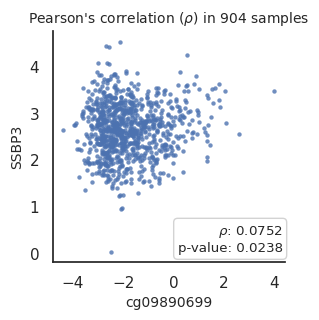 Pearson's correlation (ρ) in 904 samples
SSBP3
4
3
2
1
0
ρ: 0.0752
p-value: 0.0238
−4 −2 0 2 4
cg09890699